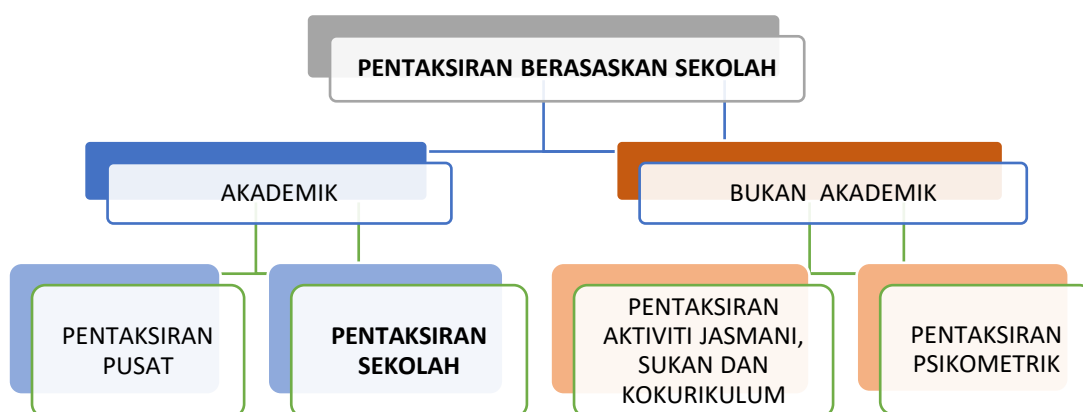 PENTAKSIRAN BERASASKAN SEKOLAH
AKADEMIK
BUKAN  AKADEMIK
PENTAKSIRAN
PUSAT
PENTAKSIRAN
SEKOLAH
PENTAKSIRAN
AKTIVITI JASMANI,
SUKAN DAN
KOKURIKULUM
PENTAKSIRAN
PSIKOMETRIK